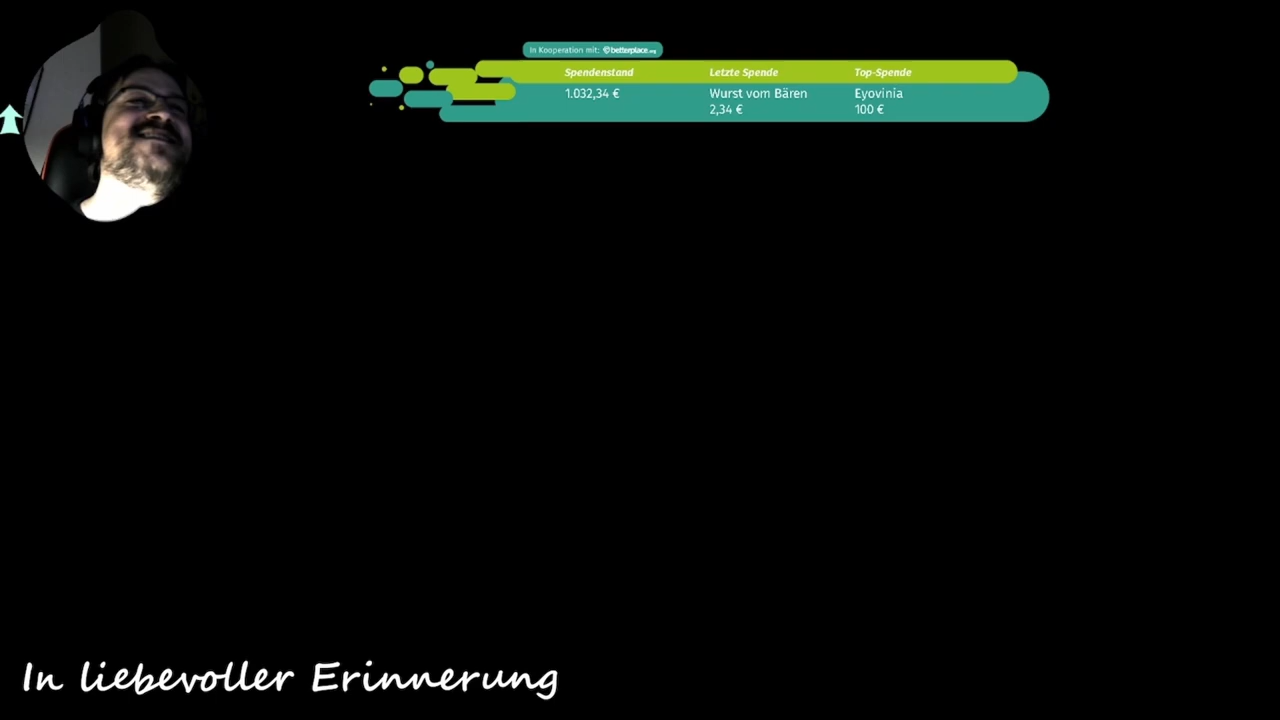 In Kooperation mit: betterplace.org
Spendenstand Letzte Spende Top-Spende
1.032,34 € Wurst vom Bären Eyovinia
2,34 € 100 €
In liebevoller Erinnerung